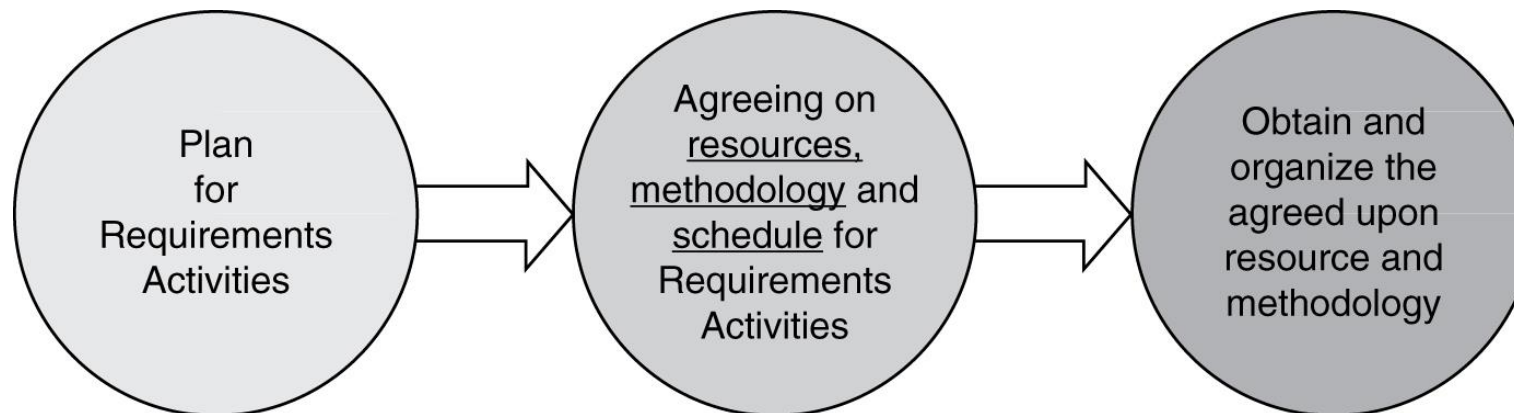 Plan
for
Requirements
Activities
Agreeing on
resources,
methodology and
schedule for
Requirements
Activities
Obtain and
organize the
agreed upon
resource and
methodology